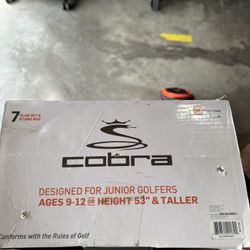 7 CLUB SET &
STAND BAG
cobra
DESIGNED FOR JUNIOR GOLFERS
AGES 9-12 OR HEIGHT 53" & TALLER
Conforms with the Rules of Golf